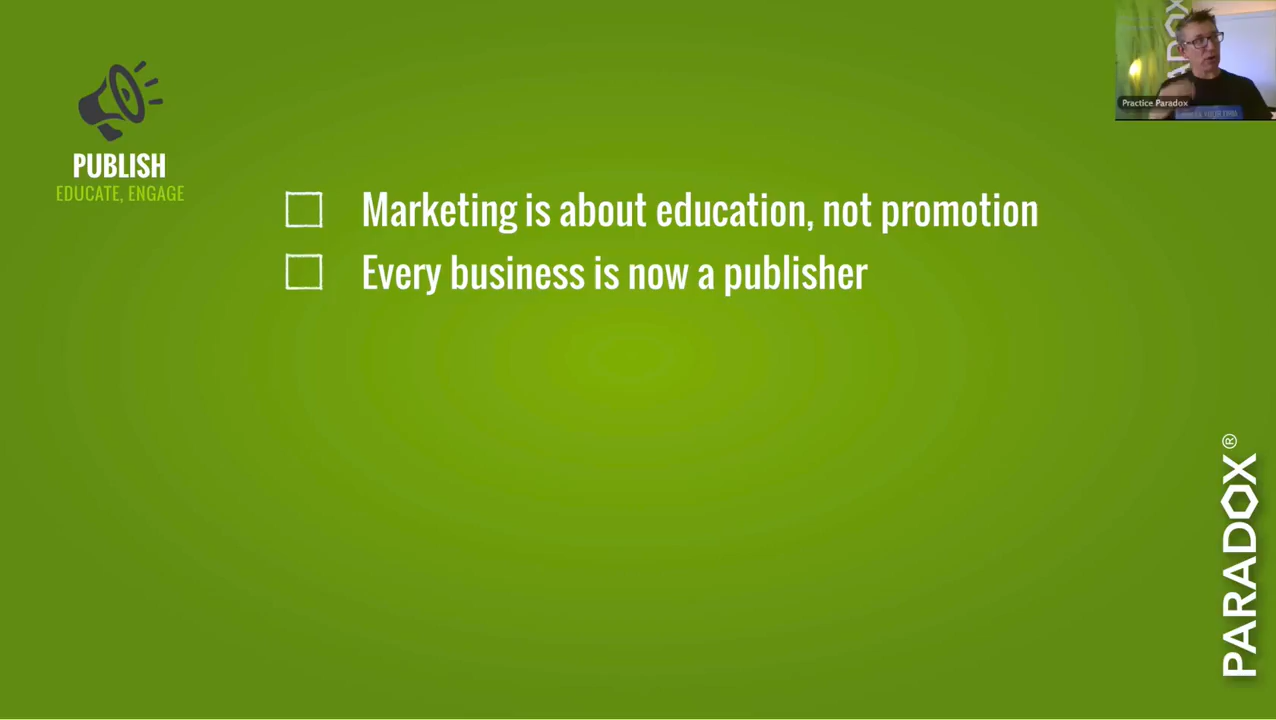 PUBLISH
EDUCATE, ENGAGE
Marketing is about education, not promotion
Every business is now a publisher
Practice Paradox
PARADOX®